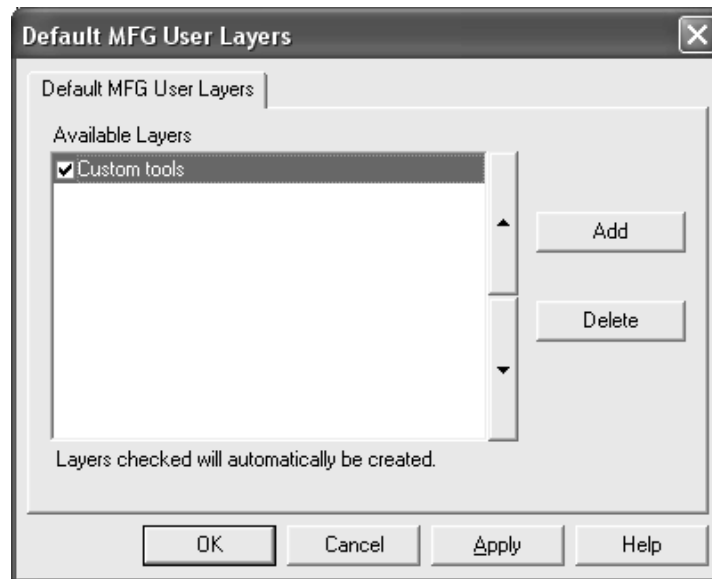 Default MFG User Layers
Default MFG User Layers
Available Layers
Custom tools
Add
Delete
Layers checked will automatically be created.
OK
Cancel
Apply
Help